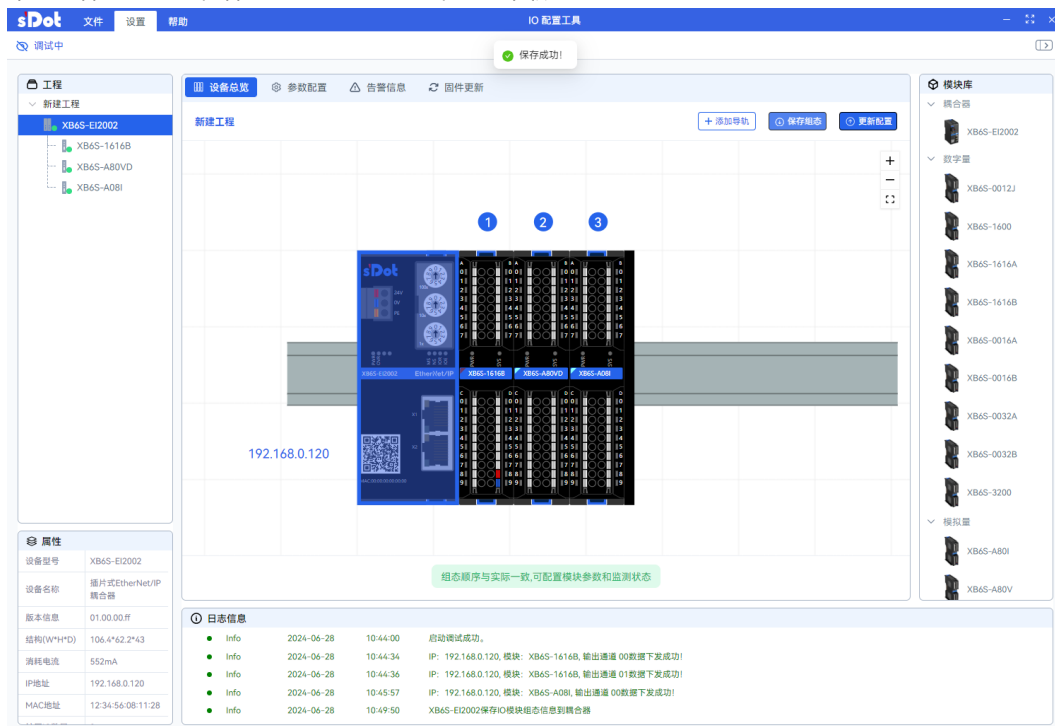 sDot 文件 设置 帮助 IO 配置工具
调试中
保存成功!
工程
新建工程
XB6S-EI2002
XB6S-1616B
XB6S-A80VD
XB6S-A08I
设备总览 参数配置 告警信息 固件更新
新建工程
+ 添加导轨 保存组态 更新配置
1 2 3
sDot
XB6S-EI2002 EtherNet/IP XB6S-1616B XB6S-A80VD XB6S-A08I
192.168.0.120
组态顺序与实际一致,可配置模块参数和监测状态
模块库
耦合器
XB6S-EI2002
数字量
XB6S-0012J
XB6S-1600
XB6S-1616A
XB6S-1616B
XB6S-0016A
XB6S-0016B
XB6S-0032A
XB6S-0032B
XB6S-3200
模拟量
XB6S-A80I
XB6S-A80V
属性
设备型号 XB6S-EI2002
设备名称 插片式EtherNet/IP
耦合器
版本信息 01.00.00.ff
结构(W*H*D) 106.4*62.2*43
消耗电流 552mA
IP地址 192.168.0.120
MAC地址 12:34:56:08:11:28
日志信息
Info 2024-06-28 10:44:00 启动调试成功。
Info 2024-06-28 10:44:34 IP: 192.168.0.120, 模块: XB6S-1616B, 输出通道 00数据下发成功!
Info 2024-06-28 10:44:36 IP: 192.168.0.120, 模块: XB6S-1616B, 输出通道 01数据下发成功!
Info 2024-06-28 10:45:57 IP: 192.168.0.120, 模块: XB6S-A08I, 输出通道 00数据下发成功!
Info 2024-06-28 10:49:50 XB6S-EI2002保存IO模块组态信息到耦合器